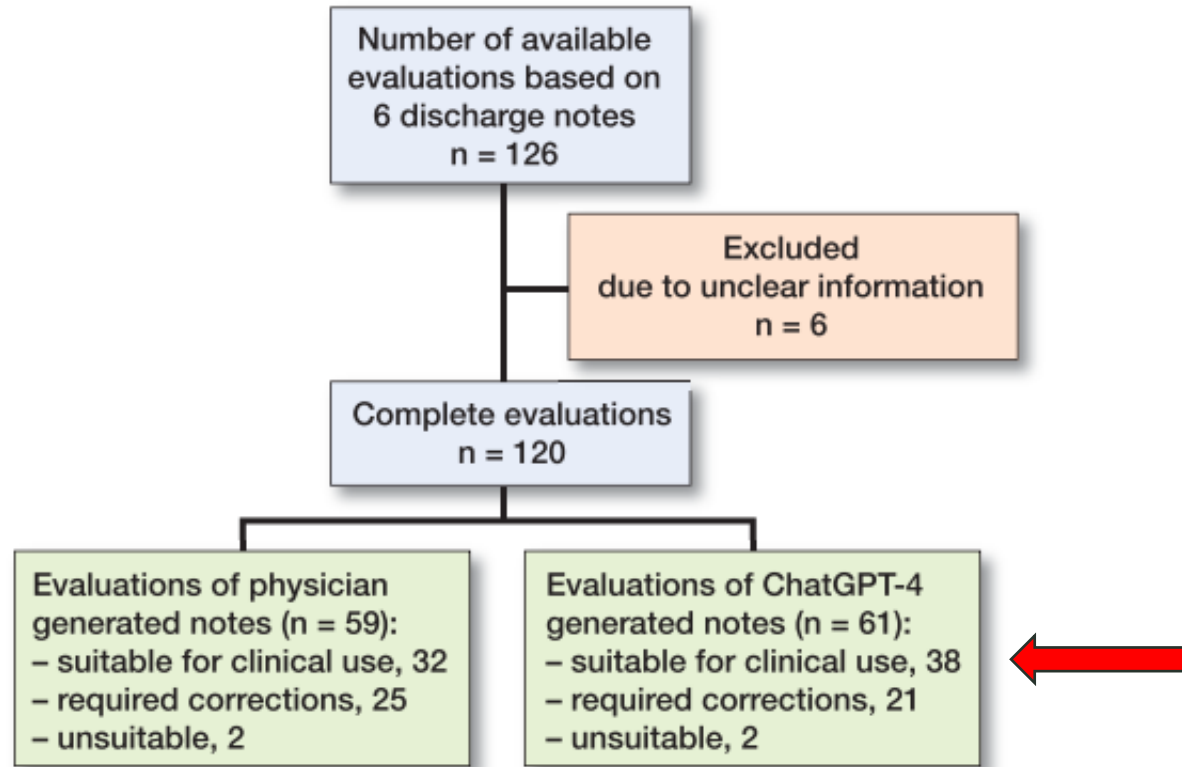 Number of available
evaluations based on
6 discharge notes
n = 126
Excluded
due to unclear information
n = 6
Complete evaluations
n = 120
Evaluations of physician
generated notes (n = 59):
– suitable for clinical use, 32
– required corrections, 25
– unsuitable, 2
Evaluations of ChatGPT-4
generated notes (n = 61):
– suitable for clinical use, 38
– required corrections, 21
– unsuitable, 2